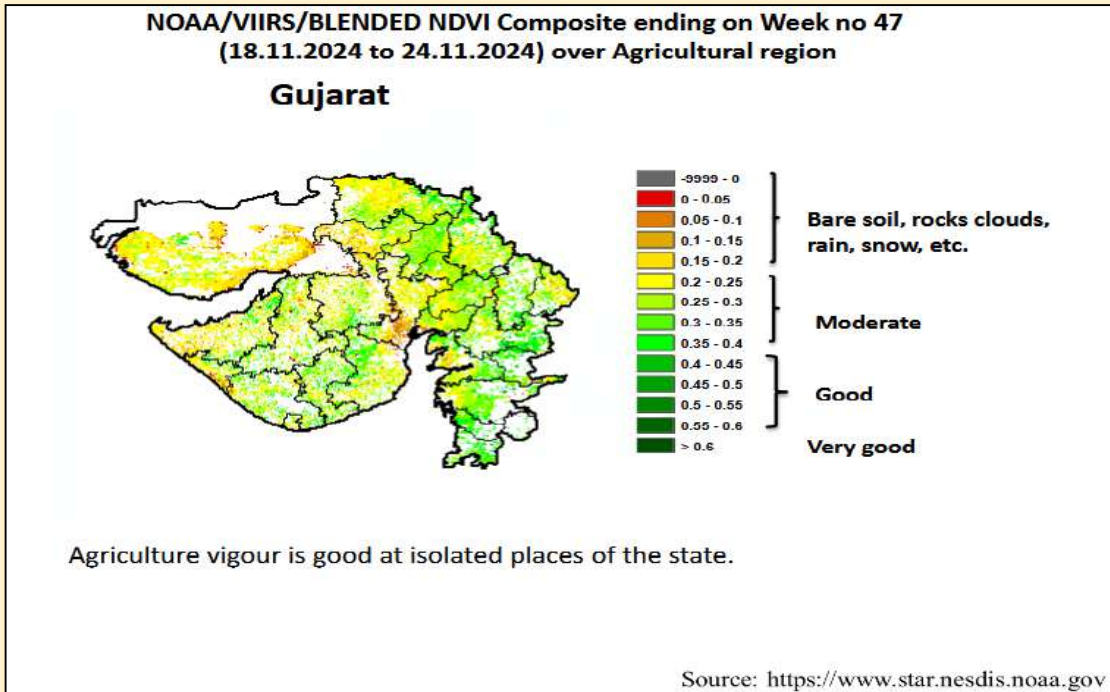 NOAA/VIIRS/BLENDED NDVI Composite ending on Week no 47
(18.11.2024 to 24.11.2024) over Agricultural region
Gujarat
-9999 - 0
0 - 0.05
0.05 - 0.1
0.1 - 0.15
0.15 - 0.2
0.2 - 0.25
0.25 - 0.3
0.3 - 0.35
0.35 - 0.4
0.4 - 0.45
0.45 - 0.5
0.5 - 0.55
0.55 - 0.6
> 0.6
Bare soil, rocks clouds,
rain, snow, etc.
Moderate
Good
Very good
Agriculture vigour is good at isolated places of the state.
Source: https://www.star.nesdis.noaa.gov